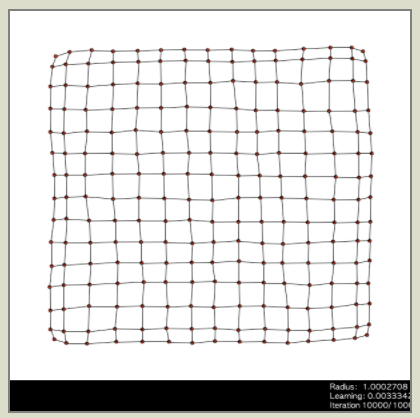 Radius: 1.0002708
Learning: 0.003334
Iteration 10000/100